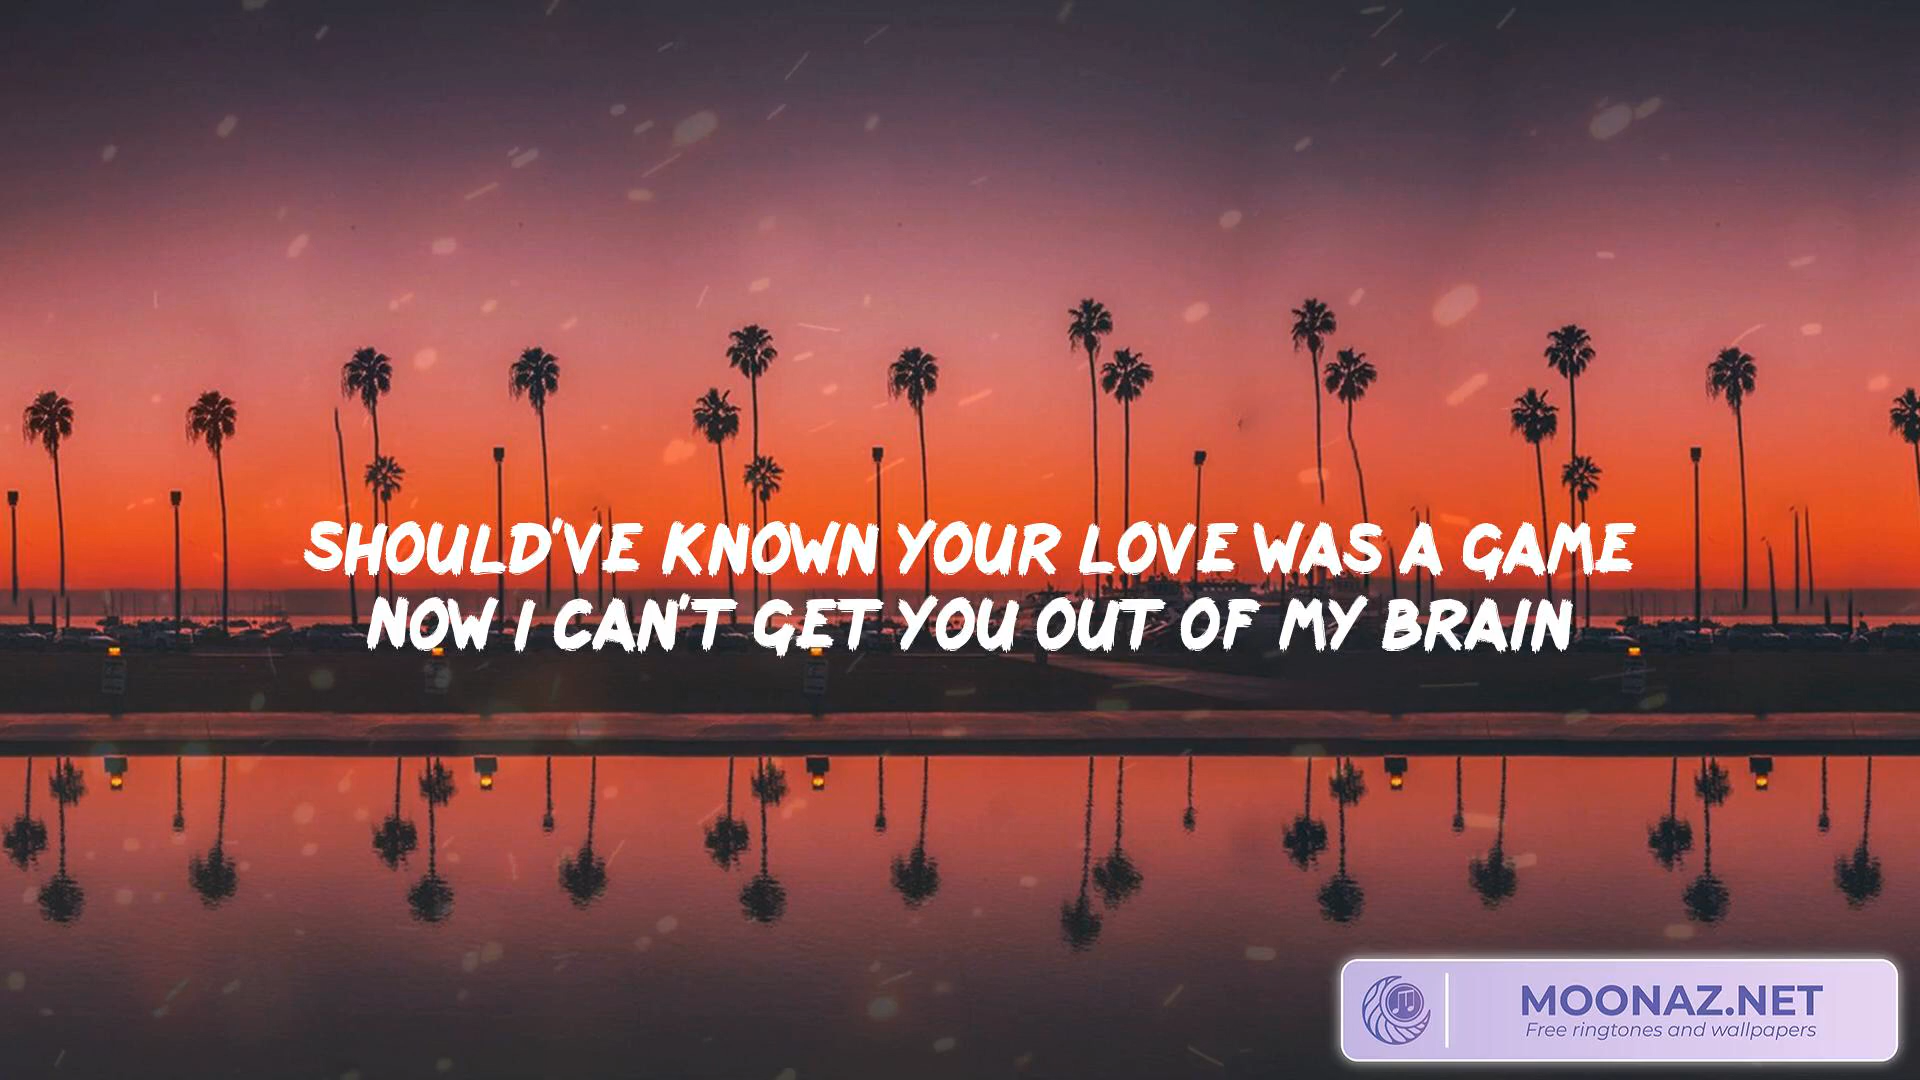 SHOULD'VE KNOWN YOUR LOVE WAS A GAME
NOW I CAN'T GET YOU OUT OF MY BRAIN
MOONAZ.NET
Free ringtones and wallpapers